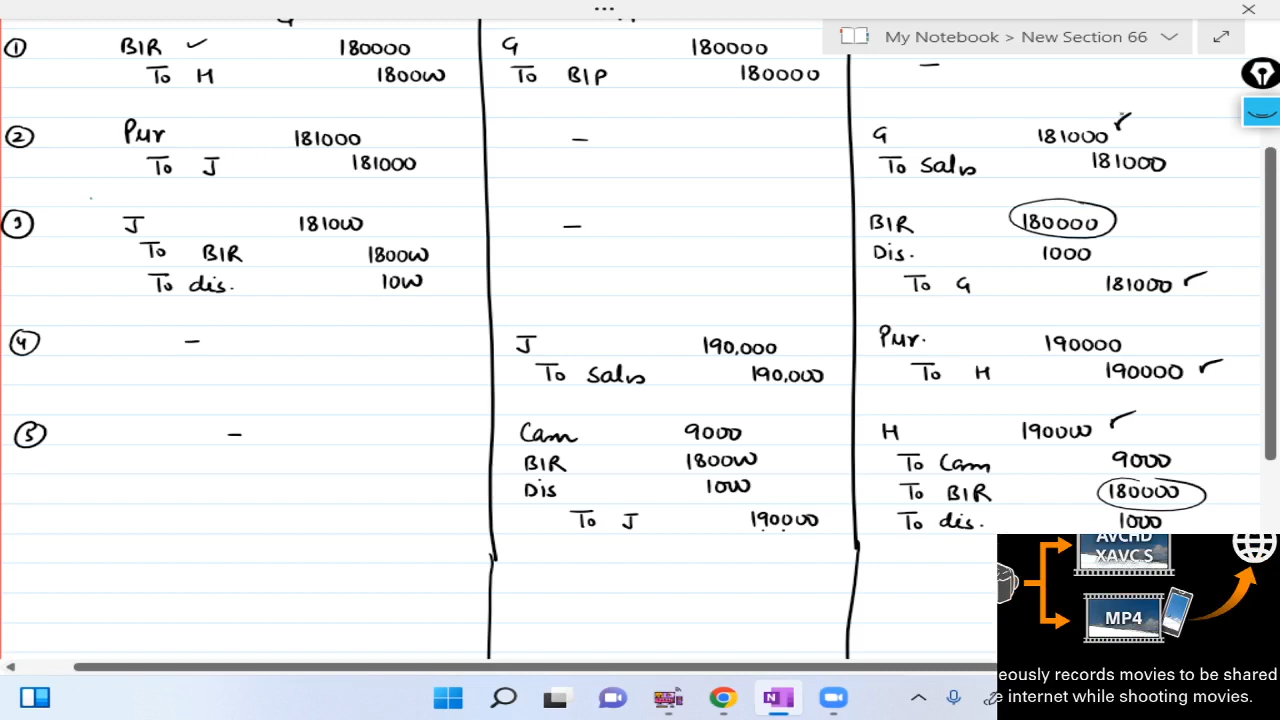 My Notebook > New Section 66
① B|R 180000 G 180000
To H 180000 To B|P 180000 —
② Pur 181000 — G 181000
To J 181000 To Sales 181000
③ J 181000 — B|R 180000
To B|R 180000 Dis. 1000
To dis. 1000 To G 181000
④ — J 190,000 Pur. 190000
To Sales 190,000 To H 190000
⑤ — Cam 9000 H 190000
B|R 180000 To Cam 9000
Dis 1000 To B|R 180000
To J 190000 To dis. 1000
AVCHD
XAVC S
MP4
eously records movies to be shared
e internet while shooting movies.